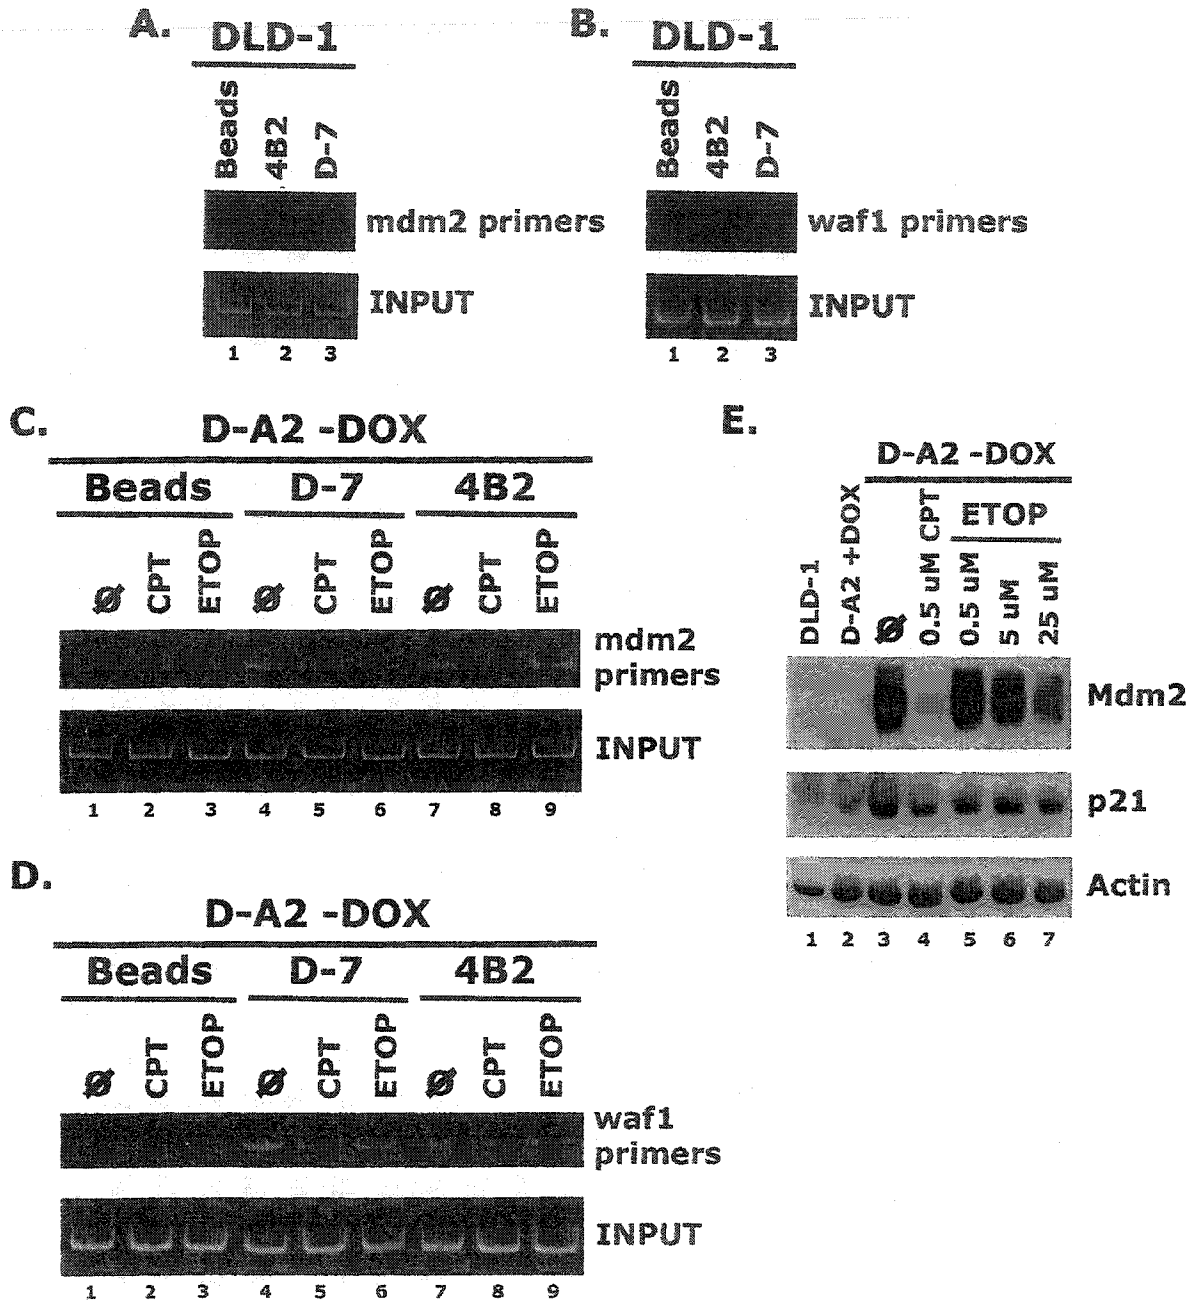 A.
DLD-1
Beads 4B2 D-7
mdm2 primers
INPUT
1 2 3
B.
DLD-1
Beads 4B2 D-7
waf1 primers
INPUT
1 2 3
C.
D-A2 -DOX
Beads D-7 4B2
Ø CPT ETOP Ø CPT ETOP Ø CPT ETOP
mdm2
primers
INPUT
1 2 3 4 5 6 7 8 9
D.
D-A2 -DOX
Beads D-7 4B2
Ø CPT ETOP Ø CPT ETOP Ø CPT ETOP
waf1
primers
INPUT
1 2 3 4 5 6 7 8 9
E.
D-A2 -DOX
ETOP
DLD-1 D-A2 +DOX Ø 0.5 uM CPT 0.5 uM 5 uM 25 uM
Mdm2
p21
Actin
1 2 3 4 5 6 7